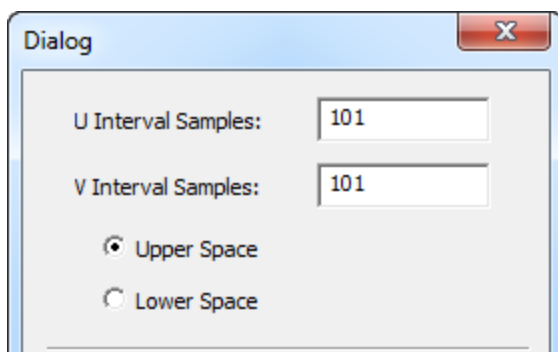 Dialog
U Interval Samples: 101
V Interval Samples: 101
Upper Space
Lower Space